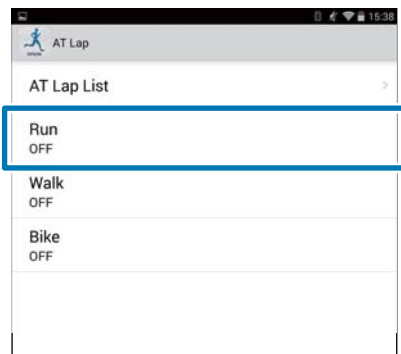 15:38
AT Lap
AT Lap List
Run
OFF
Walk
OFF
Bike
OFF